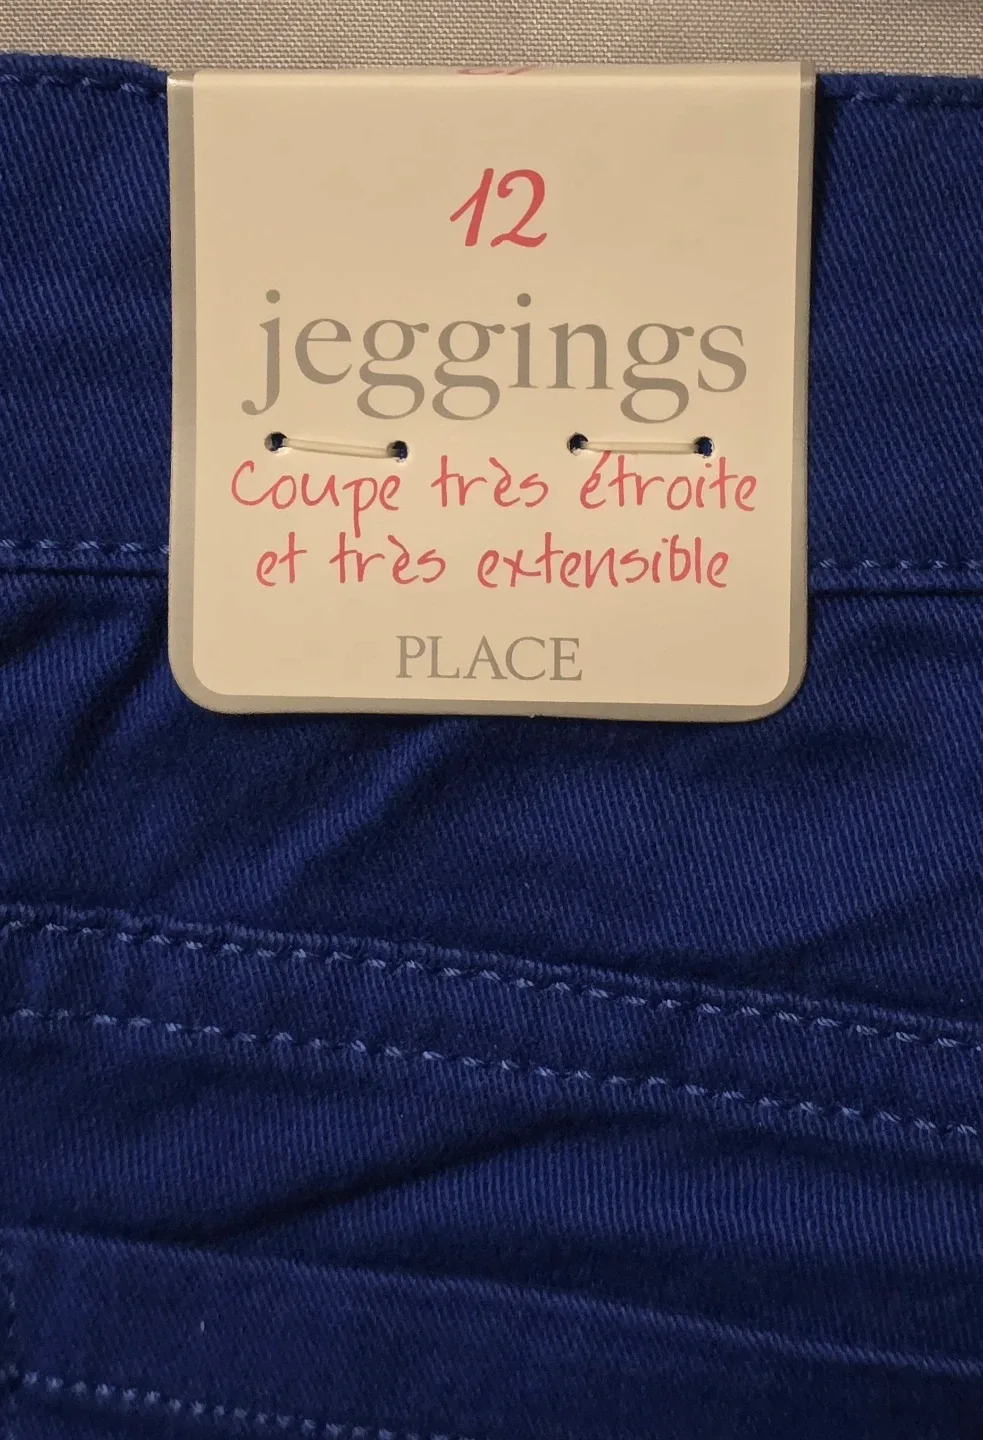 12
jeggings
Coupe très étroite
et très extensible
PLACE